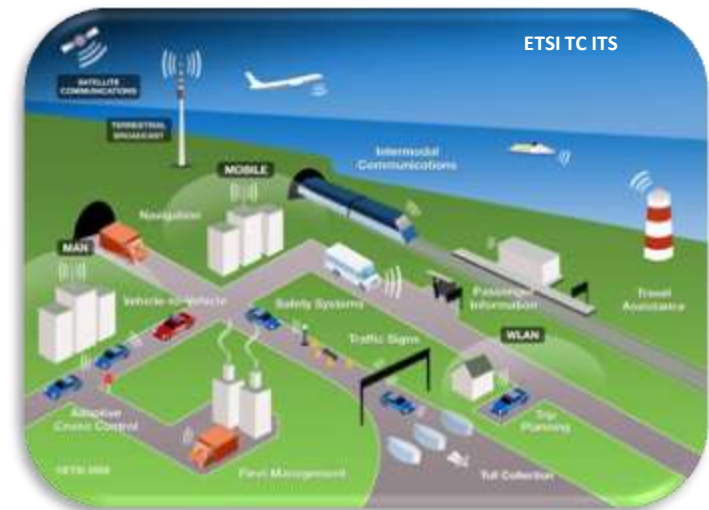 ETSI TC ITS
SATELLITE
COMMUNICATIONS
TERRESTRIAL
BROADCAST
Intermodal
Communications
MOBILE
Navigation
MAN
Vehicle-to-Vehicle
Safety Systems
Passenger
Information
Travel
Assistance
Traffic Signs
WLAN
Adaptive
Cruise Control
Trip
Planning
Fleet Management
Toll Collection